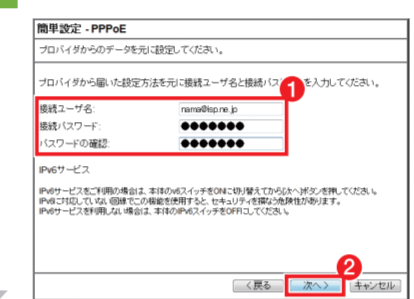 簡単設定 - PPPoE
プロバイダからのデータを元に設定してください。
プロバイダから届いた設定方法を元に接続ユーザ名と接続パス を入力してください。
1
接続ユーザ名: nama@isp.ne.jp
接続パスワード: ●●●●●●●
パスワードの確認: ●●●●●●●
IPv6サービス
IPv6サービスをご利用の場合は、本体のv6スイッチをONに切り替えてから[次へ]ボタンを押してください。
IPv6に対応していない回線でこの機能を使用すると、セキュリティを損なう危険性があります。
IPv6サービスを利用しない場合は、本体のIPv6スイッチをOFFにしてください。
2
〈 戻る 次へ 〉 キャンセル